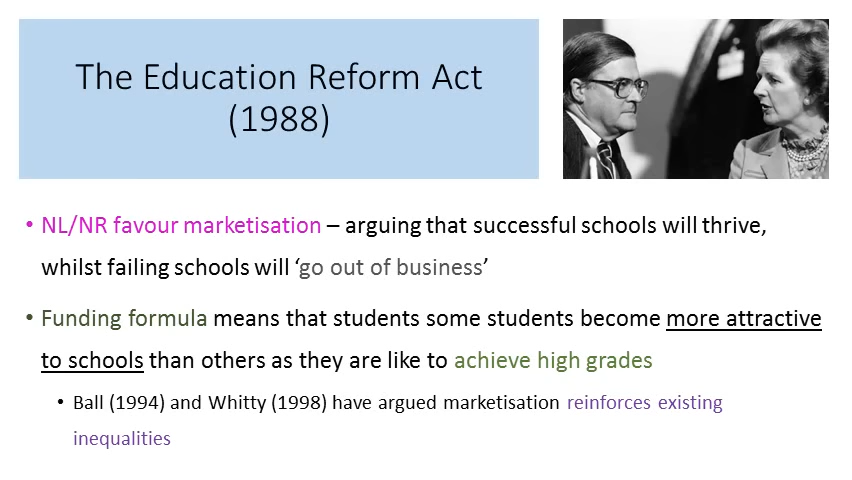 The Education Reform Act
(1988)
• NL/NR favour marketisation – arguing that successful schools will thrive,
whilst failing schools will ‘go out of business’
• Funding formula means that students some students become more attractive
to schools than others as they are like to achieve high grades
• Ball (1994) and Whitty (1998) have argued marketisation reinforces existing
inequalities